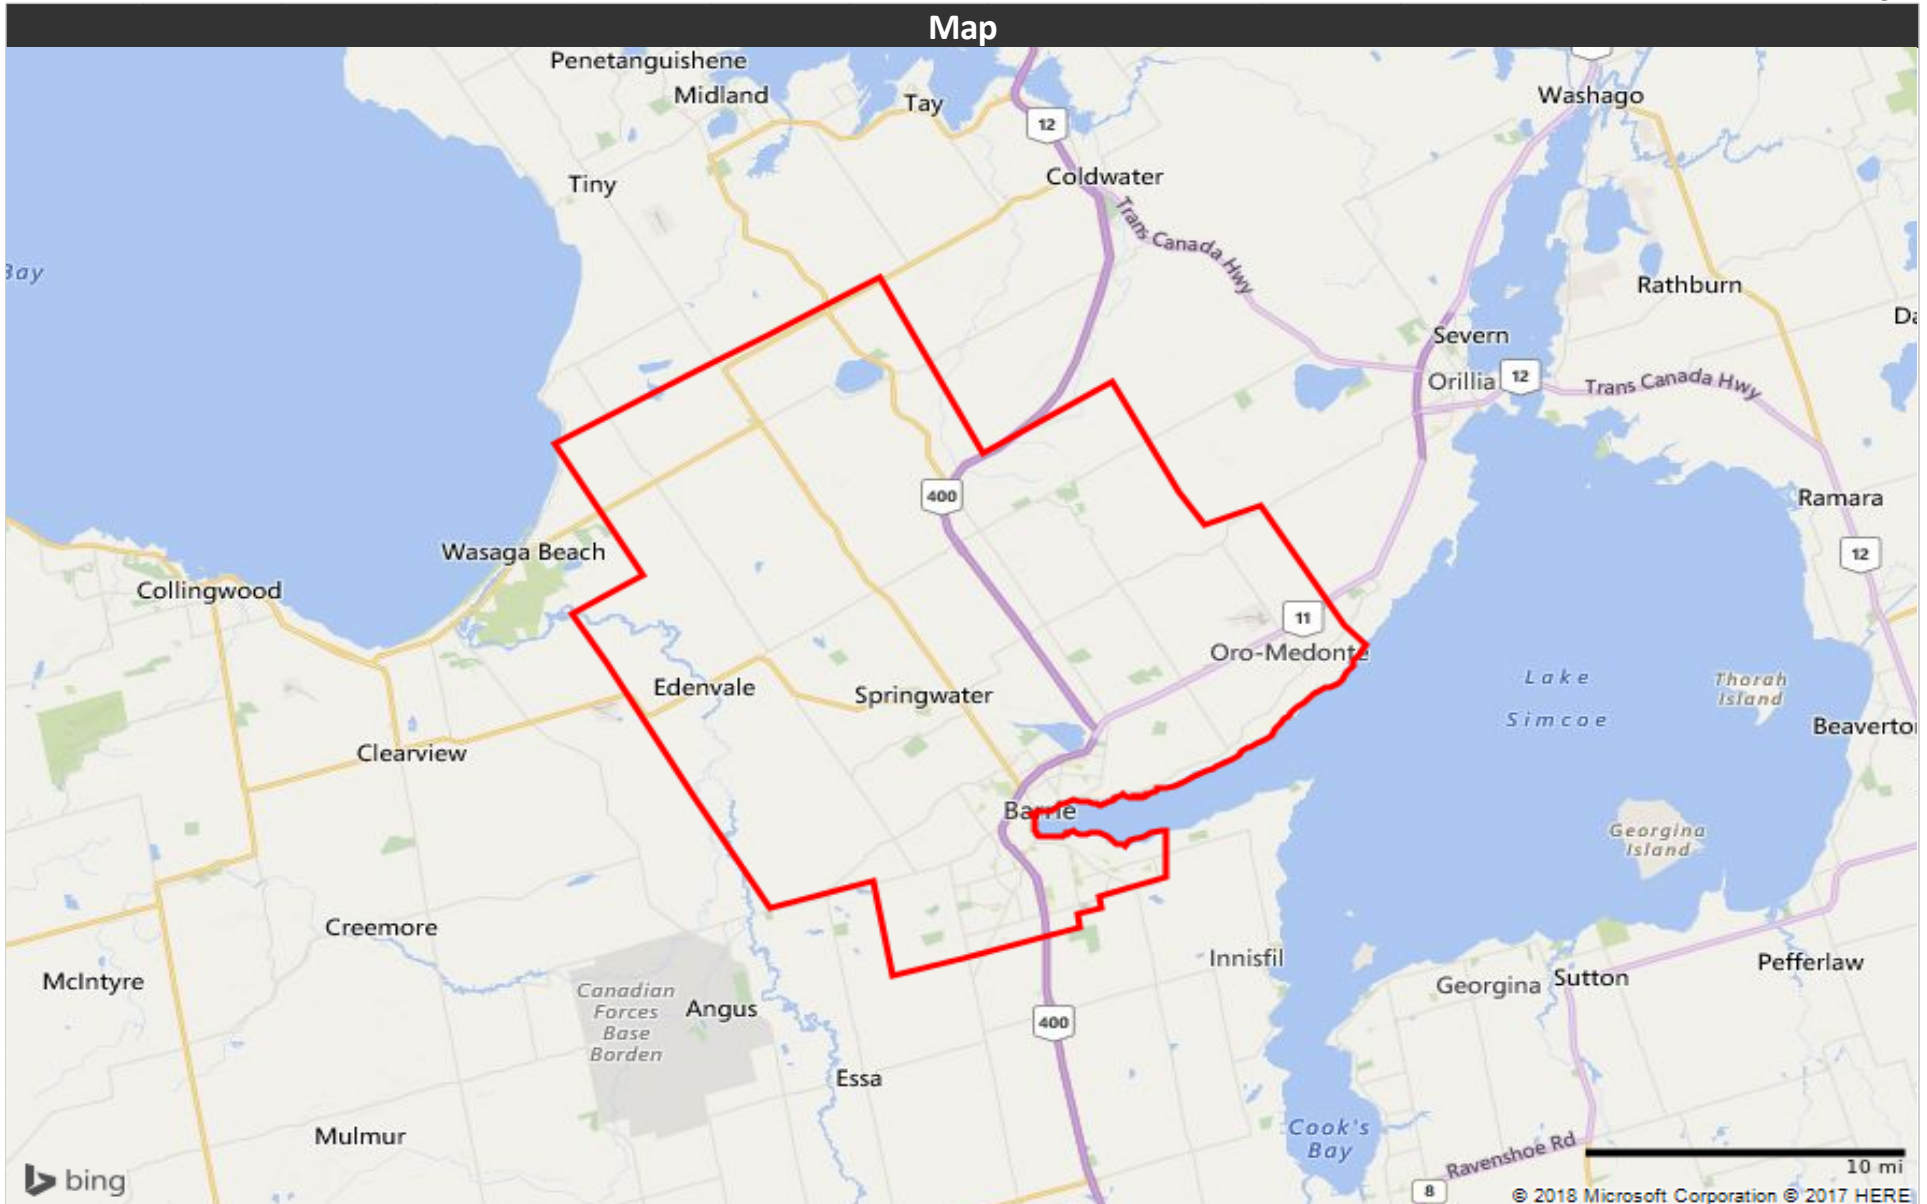 Map
Penetanguishene
Midland
Tay
Washago
12
Coldwater
Tiny
Trans Canada Hwy
Bay
Rathburn
Severn
Orillia
12
Trans Canada Hwy
400
Ramara
Wasaga Beach
12
Collingwood
11
Oro-Medonte
Edenvale
Springwater
Lake
Simcoe
Thorah
Island
Beaverto
Clearview
Barrie
Georgina
Island
Creemore
McIntyre
Innisfil
Georgina
Sutton
Pefferlaw
Canadian
Forces
Base
Borden
Angus
400
Essa
Mulmur
Cook's
Bay
Ravenshoe Rd
8
10 mi
bing
© 2018 Microsoft Corporation © 2017 HERE